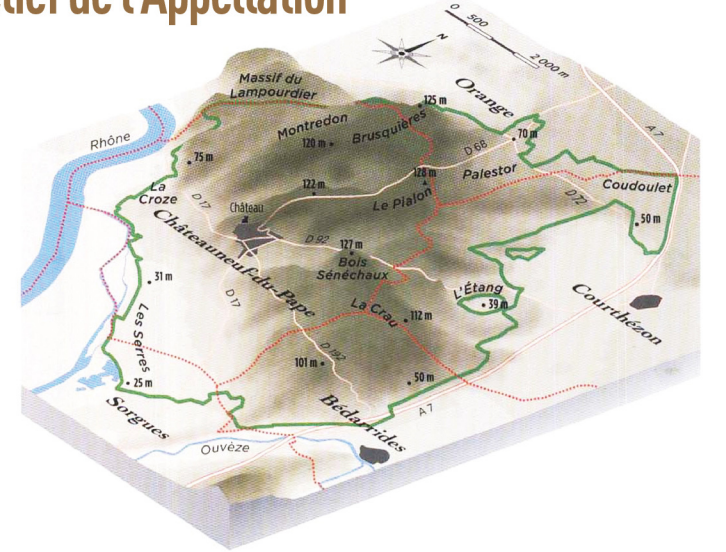 stier de l'Appellation
0 500 2 000 m
N
Massif du
Lampourdier
Orange
125 m
A 7
Rhône
Montredon
Brusquières
70 m
120 m
D 68
75 m
128 m
Palestor
Coudoulet
La
Croze
122 m
Le Pialon
D 72
D 17
Château
50 m
D 92
127 m
Châteauneuf-du-Pape
Bois
Sénéchaux
31 m
L'Étang
39 m
Courthézon
D 17
La Crau
112 m
Les Serres
D 192
101 m
25 m
50 m
Sorgues
Bédarrides
A 7
Ouvèze